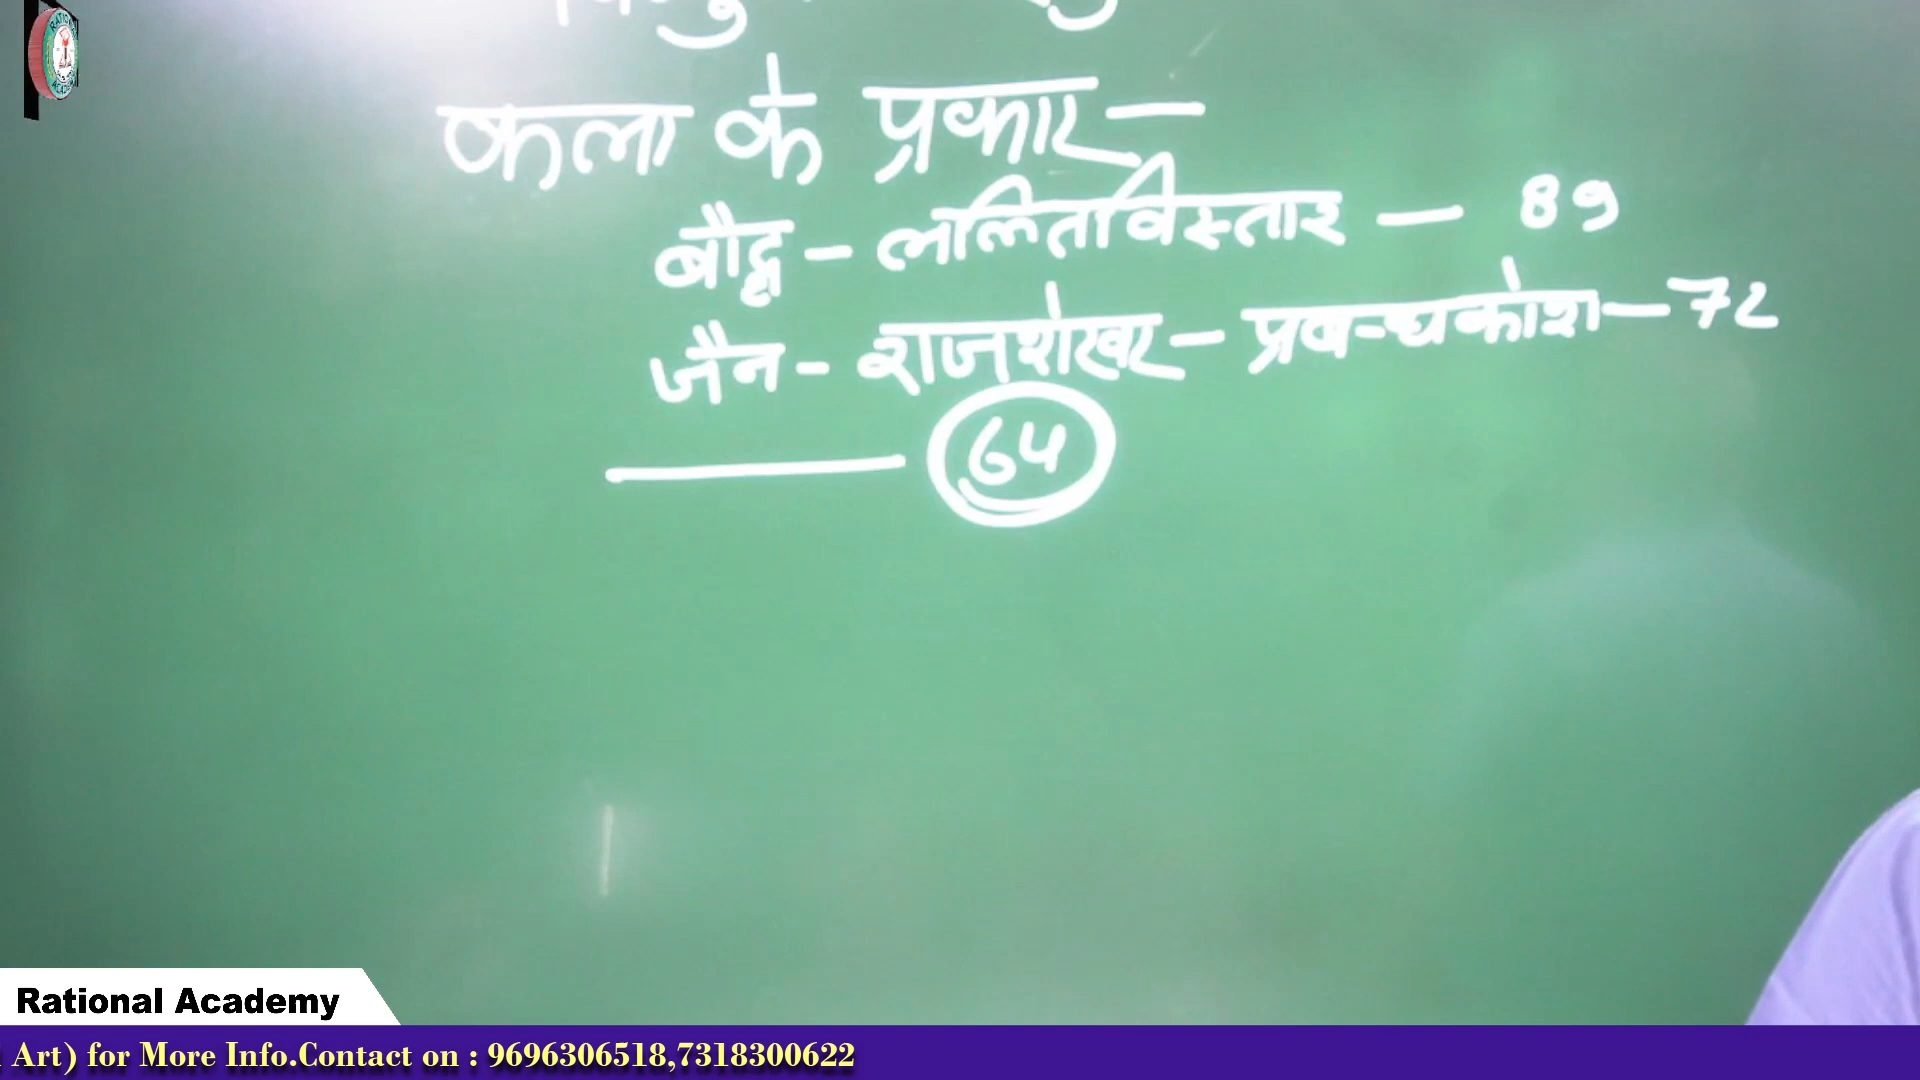 कला के प्रकार —
बौद्ध - ललितविस्तार — 89
जैन - राजशेखर - प्रबन्धकोश - 72
——— 64
Rational Academy
Art) for More Info.Contact on : 9696306518,7318300622